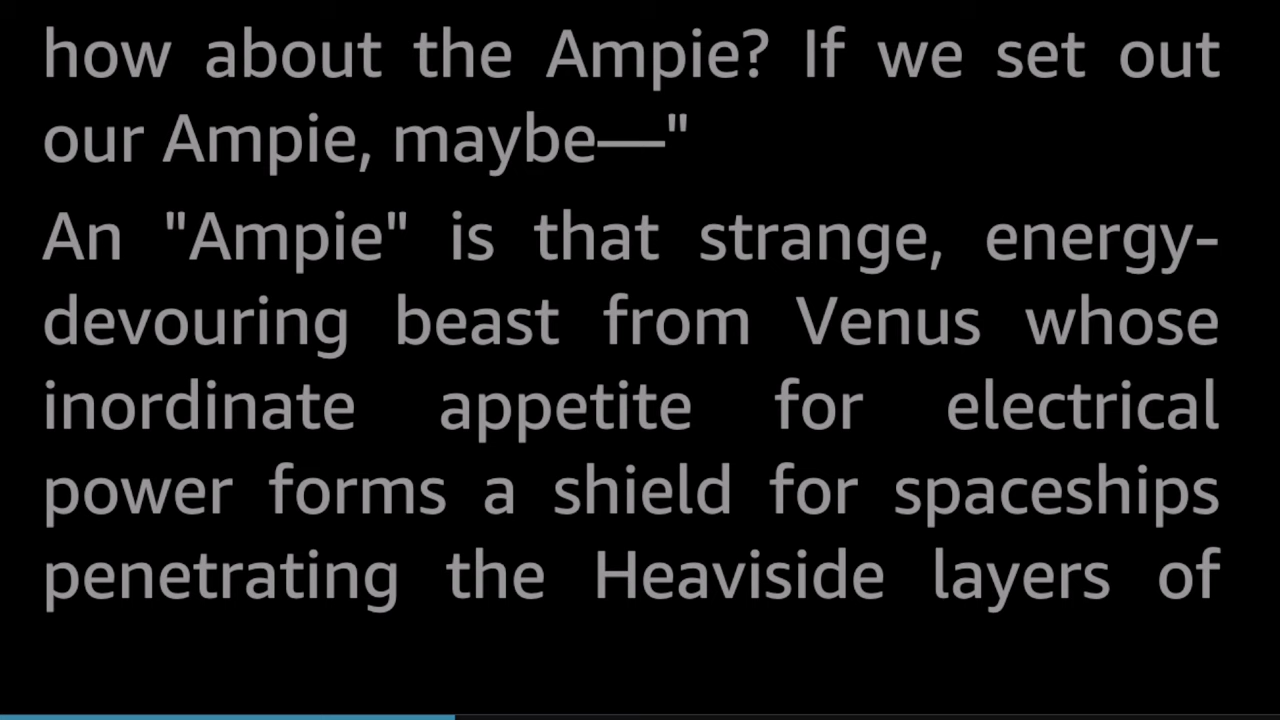 how about the Ampie? If we set out
our Ampie, maybe—"
An "Ampie" is that strange, energy-
devouring beast from Venus whose
inordinate appetite for electrical
power forms a shield for spaceships
penetrating the Heaviside layers of